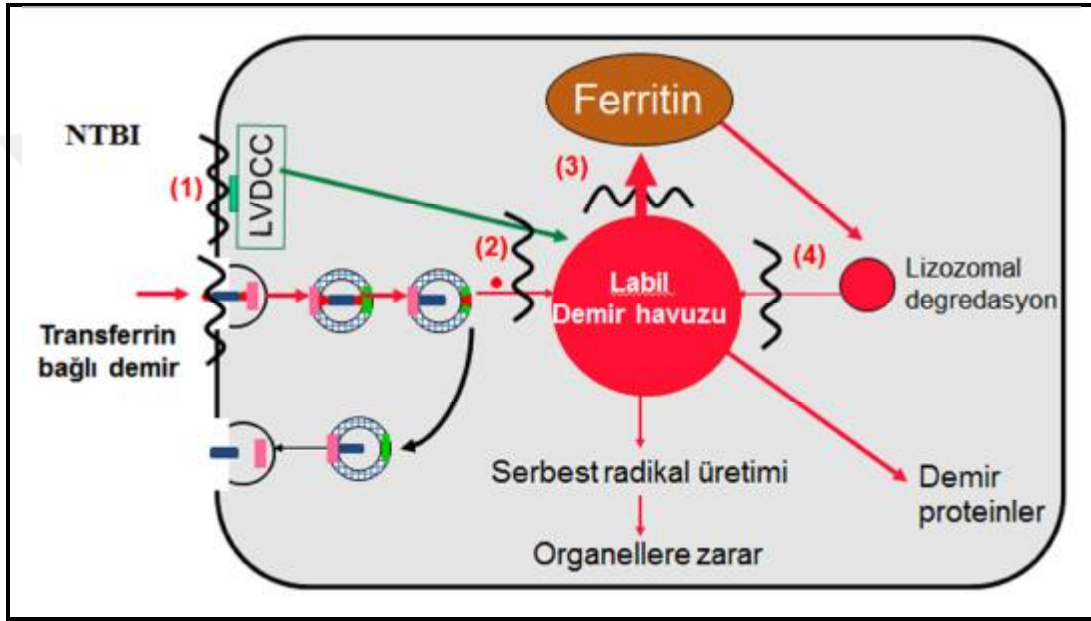 NTBI
(1)
LVDCC
Transferrin
bağlı demir
(2)
Ferritin
(3)
Labil
Demir havuzu
(4)
Lizozomal
degredasyon
Serbest radikal üretimi
Organellere zarar
Demir
proteinler